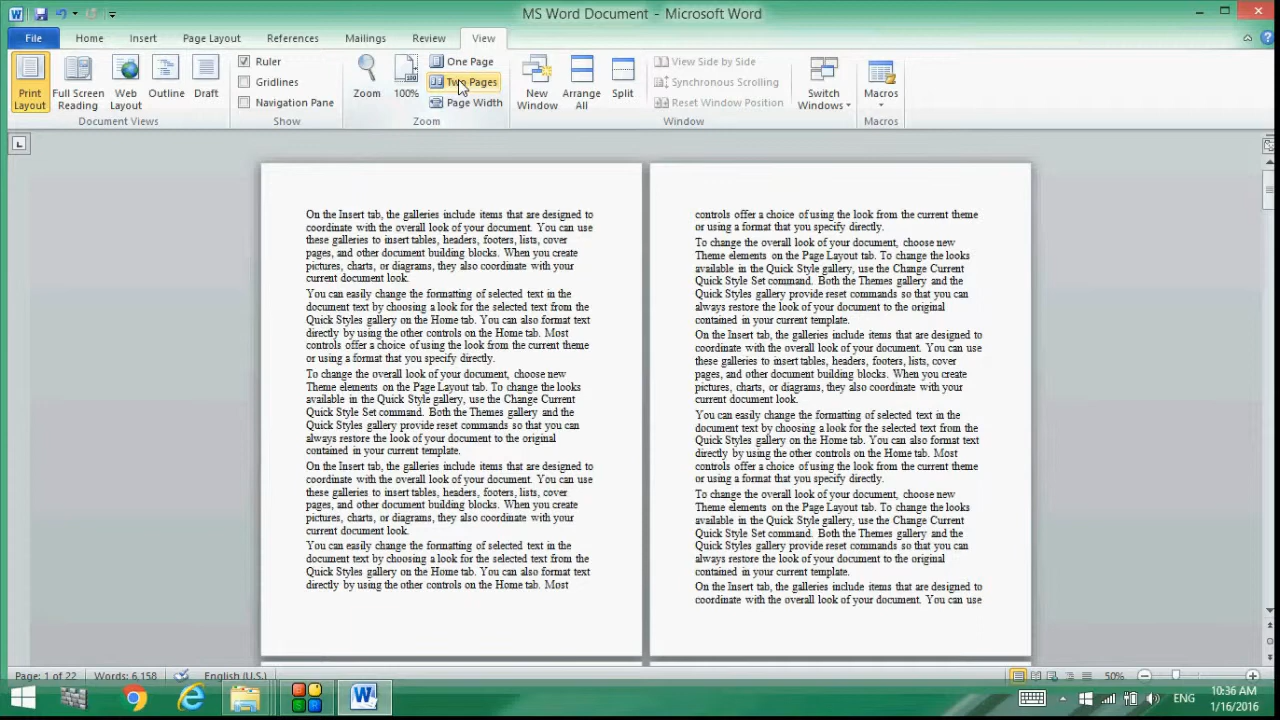 MS Word Document - Microsoft Word
File Home Insert Page Layout References Mailings Review View
Print Layout
Full Screen Reading
Web Layout
Outline
Draft
Document Views
Ruler
Gridlines
Navigation Pane
Show
Zoom
100%
One Page
Two Pages
Page Width
Zoom
New Window
Arrange All
Split
View Side by Side
Synchronous Scrolling
Reset Window Position
Window
Switch Windows
Macros
Macros
On the Insert tab, the galleries include items that are designed to
coordinate with the overall look of your document. You can use
these galleries to insert tables, headers, footers, lists, cover
pages, and other document building blocks. When you create
pictures, charts, or diagrams, they also coordinate with your
current document look.
You can easily change the formatting of selected text in the
document text by choosing a look for the selected text from the
Quick Styles gallery on the Home tab. You can also format text
directly by using the other controls on the Home tab. Most
controls offer a choice of using the look from the current theme
or using a format that you specify directly.
To change the overall look of your document, choose new
Theme elements on the Page Layout tab. To change the looks
available in the Quick Style gallery, use the Change Current
Quick Style Set command. Both the Themes gallery and the
Quick Styles gallery provide reset commands so that you can
always restore the look of your document to the original
contained in your current template.
On the Insert tab, the galleries include items that are designed to
coordinate with the overall look of your document. You can use
these galleries to insert tables, headers, footers, lists, cover
pages, and other document building blocks. When you create
pictures, charts, or diagrams, they also coordinate with your
current document look.
You can easily change the formatting of selected text in the
document text by choosing a look for the selected text from the
Quick Styles gallery on the Home tab. You can also format text
directly by using the other controls on the Home tab. Most
controls offer a choice of using the look from the current theme
or using a format that you specify directly.
To change the overall look of your document, choose new
Theme elements on the Page Layout tab. To change the looks
available in the Quick Style gallery, use the Change Current
Quick Style Set command. Both the Themes gallery and the
Quick Styles gallery provide reset commands so that you can
always restore the look of your document to the original
contained in your current template.
On the Insert tab, the galleries include items that are designed to
coordinate with the overall look of your document. You can use
these galleries to insert tables, headers, footers, lists, cover
pages, and other document building blocks. When you create
pictures, charts, or diagrams, they also coordinate with your
current document look.
You can easily change the formatting of selected text in the
document text by choosing a look for the selected text from the
Quick Styles gallery on the Home tab. You can also format text
directly by using the other controls on the Home tab. Most
controls offer a choice of using the look from the current theme
or using a format that you specify directly.
To change the overall look of your document, choose new
Theme elements on the Page Layout tab. To change the looks
available in the Quick Style gallery, use the Change Current
Quick Style Set command. Both the Themes gallery and the
Quick Styles gallery provide reset commands so that you can
always restore the look of your document to the original
contained in your current template.
On the Insert tab, the galleries include items that are designed to
coordinate with the overall look of your document. You can use
Page: 1 of 22 Words: 6,158 English (U.S.) 50%
ENG
10:36 AM
1/16/2016